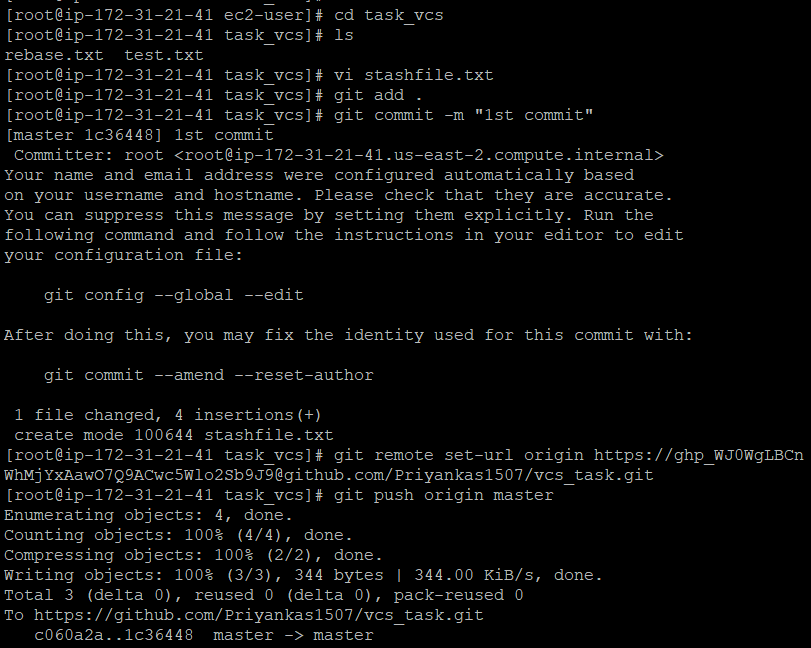 [root@ip-172-31-21-41 ec2-user]# cd task_vcs
[root@ip-172-31-21-41 task_vcs]# ls
rebase.txt  test.txt
[root@ip-172-31-21-41 task_vcs]# vi stashfile.txt
[root@ip-172-31-21-41 task_vcs]# git add .
[root@ip-172-31-21-41 task_vcs]# git commit -m "1st commit"
[master 1c36448] 1st commit
 Committer: root <root@ip-172-31-21-41.us-east-2.compute.internal>
Your name and email address were configured automatically based
on your username and hostname. Please check that they are accurate.
You can suppress this message by setting them explicitly. Run the
following command and follow the instructions in your editor to edit
your configuration file:
    git config --global --edit
After doing this, you may fix the identity used for this commit with:
    git commit --amend --reset-author
 1 file changed, 4 insertions(+)
 create mode 100644 stashfile.txt
[root@ip-172-31-21-41 task_vcs]# git remote set-url origin https://ghp_WJ0WgLBCn
WhMjYxAawO7Q9ACwc5Wlo2Sb9J9@github.com/Priyankas1507/vcs_task.git
[root@ip-172-31-21-41 task_vcs]# git push origin master
Enumerating objects: 4, done.
Counting objects: 100% (4/4), done.
Compressing objects: 100% (2/2), done.
Writing objects: 100% (3/3), 344 bytes | 344.00 KiB/s, done.
Total 3 (delta 0), reused 0 (delta 0), pack-reused 0
To https://github.com/Priyankas1507/vcs_task.git
   c060a2a..1c36448  master -> master